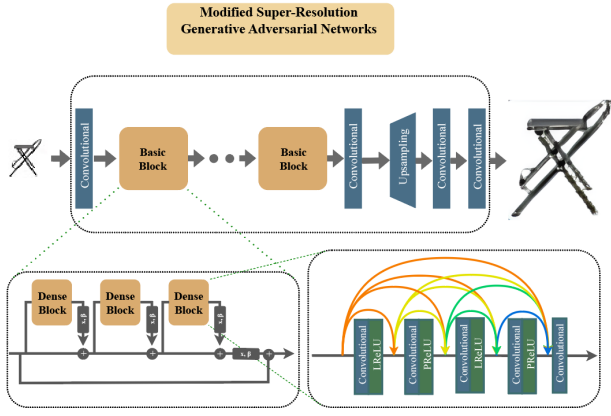 Modified Super-Resolution
Generative Adversarial Networks
Convolutional
Basic
Block
Basic
Block
Convolutional
Upsampling
Convolutional
Convolutional
Dense
Block
x, β
Dense
Block
x, β
Dense
Block
x, β
+
+
+
x, β
+
Convolutional
LReLU
Convolutional
PReLU
Convolutional
LReLU
Convolutional
PReLU
Convolutional